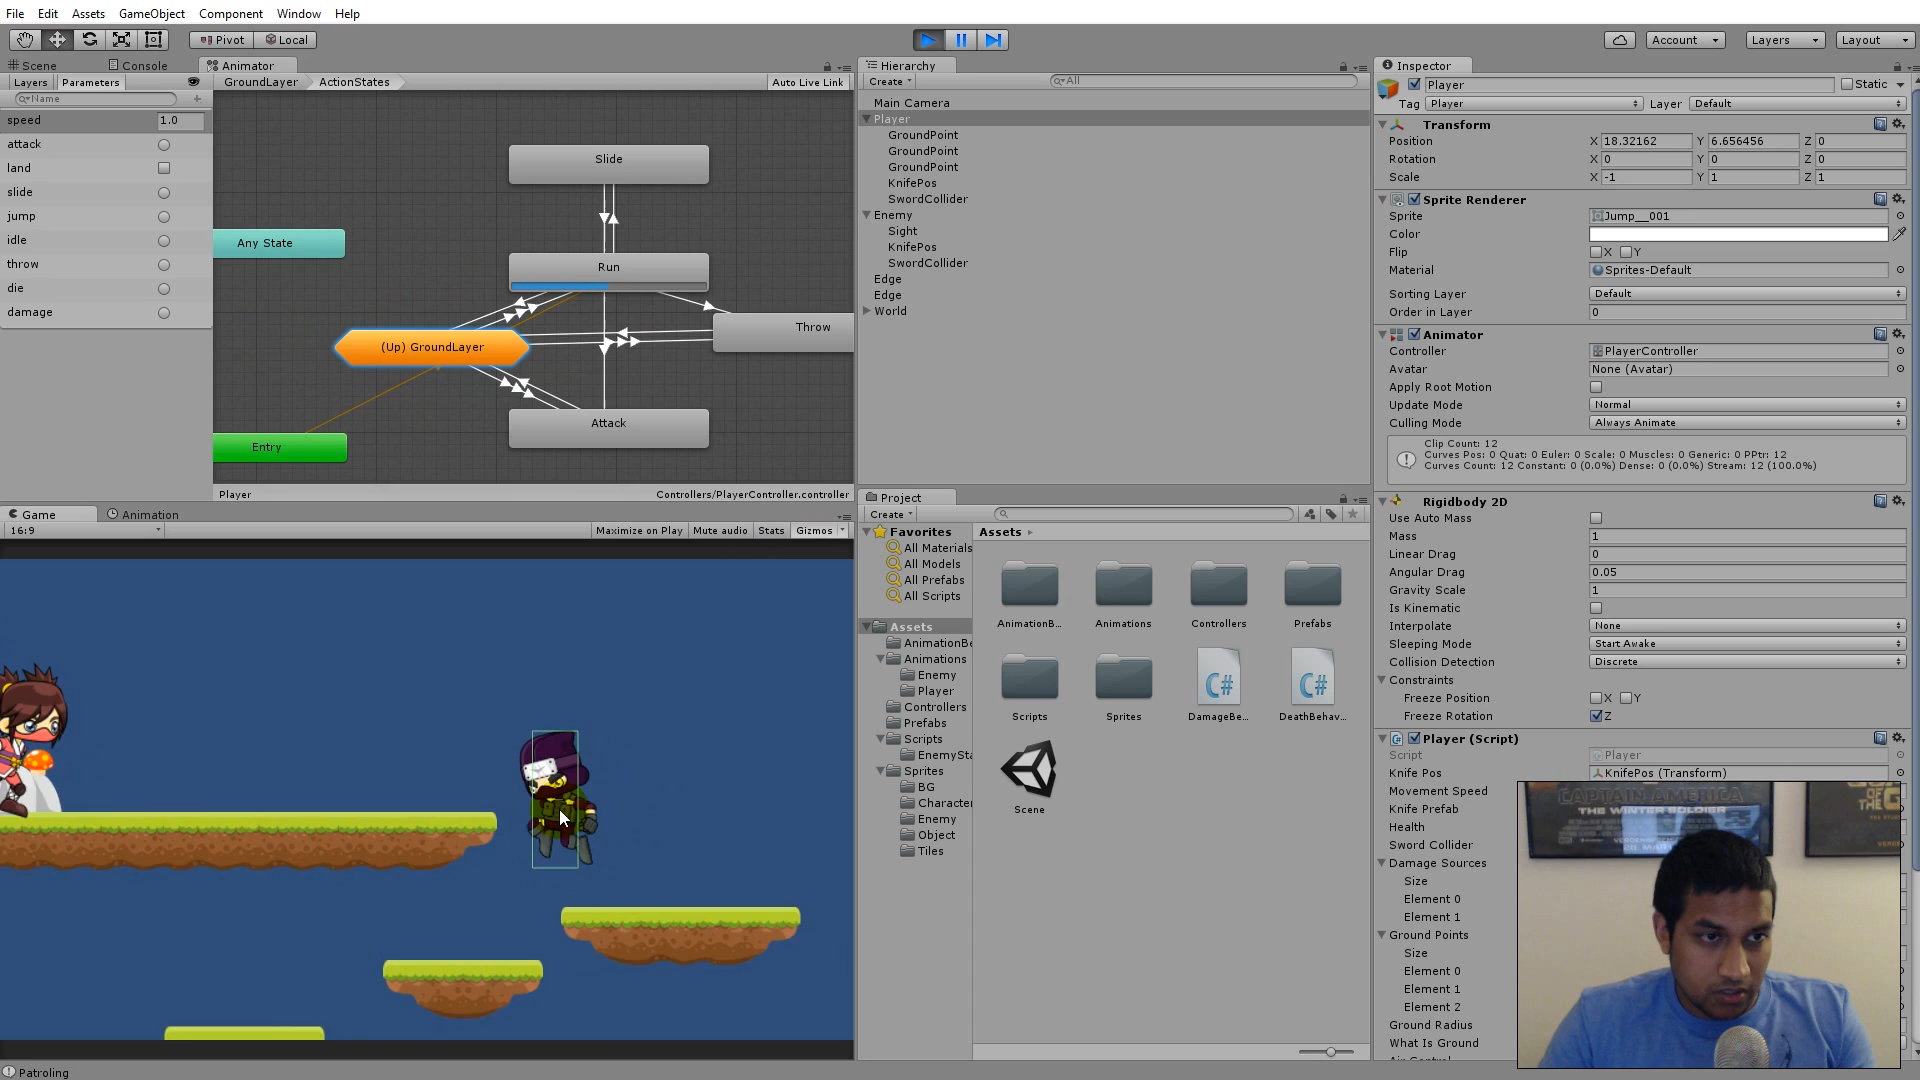 File Edit Assets GameObject Component Window Help
Pivot Local Account Layers Layout
Scene Console Animator
Layers Parameters GroundLayer ActionStates Auto Live Link
Name
speed 1.0
attack
land
slide
jump
idle
throw
die
damage
Any State
Slide
Run
(Up) GroundLayer
Throw
Attack
Entry
Player Controllers/PlayerController.controller
Game Animation
16:9 Maximize on Play Mute audio Stats Gizmos
Hierarchy
Create All
Main Camera
Player
GroundPoint
GroundPoint
GroundPoint
KnifePos
SwordCollider
Enemy
Sight
KnifePos
SwordCollider
Edge
Edge
World
Project
Create
Favorites
All Materials
All Models
All Prefabs
All Scripts
Assets
AnimationBe
Animations
Enemy
Player
Controllers
Prefabs
Scripts
EnemySta
Sprites
BG
Character
Enemy
Object
Tiles
Assets
AnimationB... Animations Controllers Prefabs
C# C#
Scripts Sprites DamageBe... DeathBehav...
Scene
Inspector
Player Static
Tag Player Layer Default
Transform
Position X 18.32162 Y 6.656456 Z 0
Rotation X 0 Y 0 Z 0
Scale X -1 Y 1 Z 1
Sprite Renderer
Sprite Jump__001
Color
Flip X Y
Material Sprites-Default
Sorting Layer Default
Order in Layer 0
Animator
Controller PlayerController
Avatar None (Avatar)
Apply Root Motion
Update Mode Normal
Culling Mode Always Animate
Clip Count: 12
Curves Pos: 0 Quat: 0 Euler: 0 Scale: 0 Muscles: 0 Generic: 0 PPtr: 12
Curves Count: 12 Constant: 0 (0.0%) Dense: 0 (0.0%) Stream: 12 (100.0%)
Rigidbody 2D
Use Auto Mass
Mass 1
Linear Drag 0
Angular Drag 0.05
Gravity Scale 1
Is Kinematic
Interpolate None
Sleeping Mode Start Awake
Collision Detection Discrete
Constraints
Freeze Position X Y
Freeze Rotation Z
Player (Script)
Script Player
Knife Pos KnifePos (Transform)
Movement Speed
Knife Prefab
Health
Sword Collider
Damage Sources
Size
Element 0
Element 1
Ground Points
Size
Element 0
Element 1
Element 2
Ground Radius
What Is Ground
CAPTAIN AMERICA
THE WINTER SOLDIER
Patroling